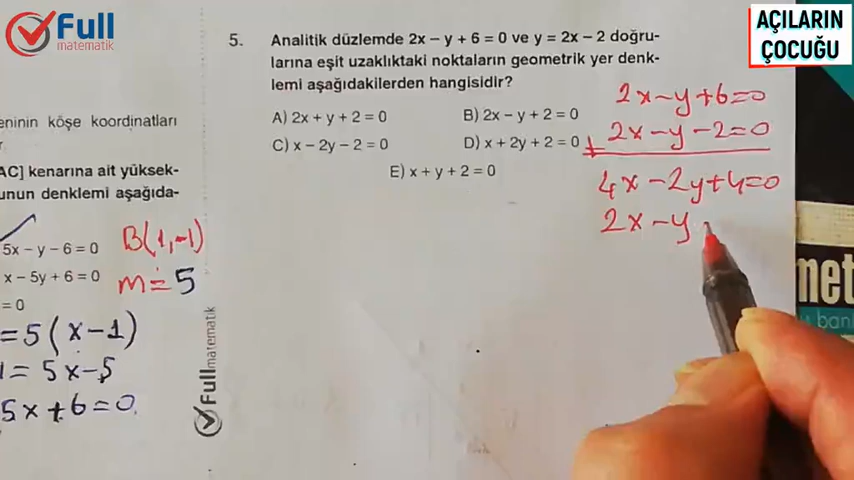 Full
matematik
AÇILARIN
ÇOCUĞU
eninin köşe koordinatları
r.
AC] kenarına ait yüksek-
unun denklemi aşağıda-
5x – y – 6 = 0
x – 5y + 6 = 0
= 0
B(1,-1)
m = 5
= 5(x-1)
1 = 5x-5
5x + 6 = 0
Full matematik
5. Analitik düzlemde 2x – y + 6 = 0 ve y = 2x – 2 doğru-
larına eşit uzaklıktaki noktaların geometrik yer denk-
lemi aşağıdakilerden hangisidir?
A) 2x + y + 2 = 0 B) 2x – y + 2 = 0
C) x – 2y – 2 = 0 D) x + 2y + 2 = 0
E) x + y + 2 = 0
2x-y+6=0
+ 2x-y-2=0
4x-2y+4=0
2x-y
met
banl